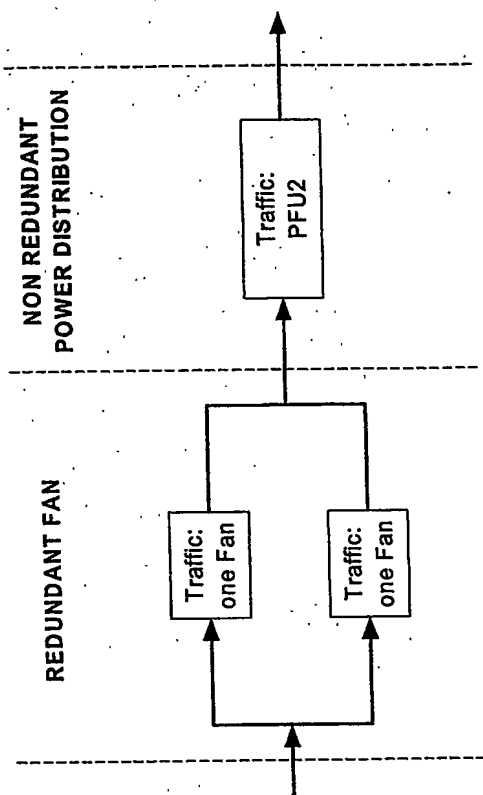 REDUNDANT FAN
Traffic:
one Fan
Traffic:
one Fan
NON REDUNDANT
POWER DISTRIBUTION
Traffic:
PFU2